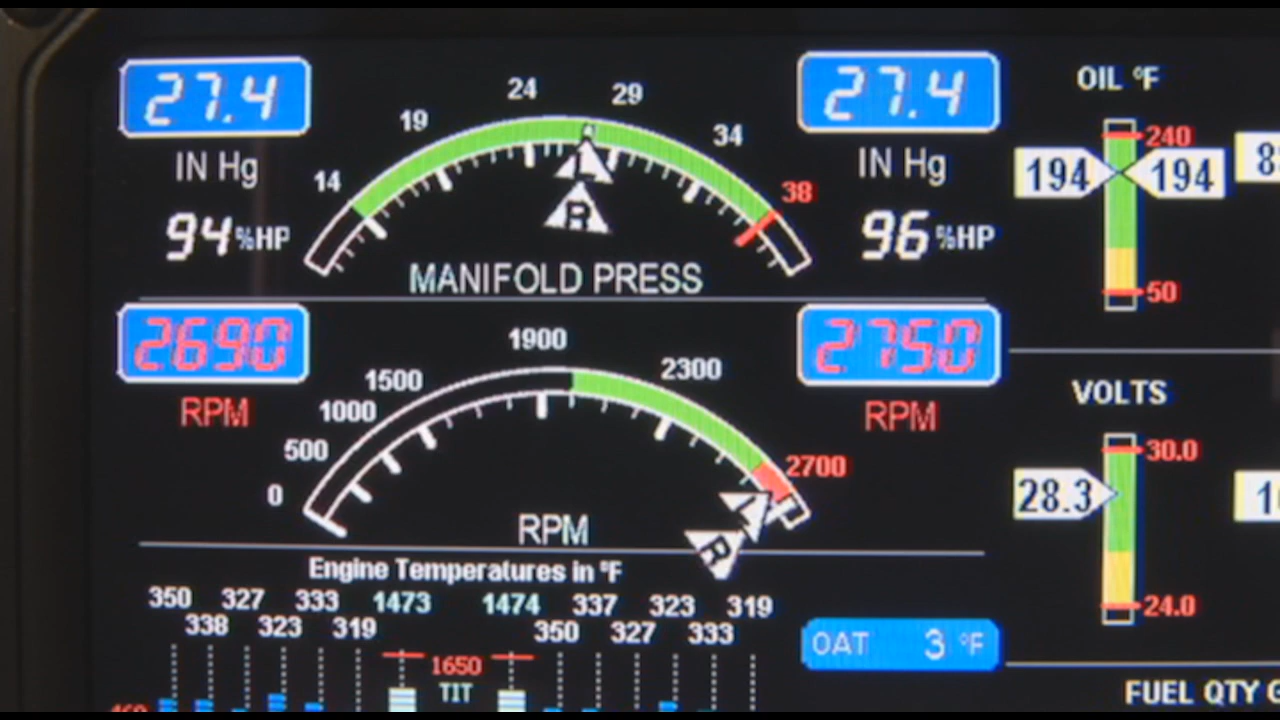 27.4
24
29
27.4
OIL °F
19
34
240
IN Hg
IN Hg
194
194
14
38
94 %HP
L
R
96 %HP
MANIFOLD PRESS
50
2690
1900
2750
2300
1500
RPM
1000
RPM
VOLTS
500
2700
30.0
0
28.3
L
RPM
R
Engine Temperatures in °F
350
327
333
1473
1474
337
323
319
24.0
338
323
319
350
327
333
OAT 3 °F
1650
TIT
FUEL QTY